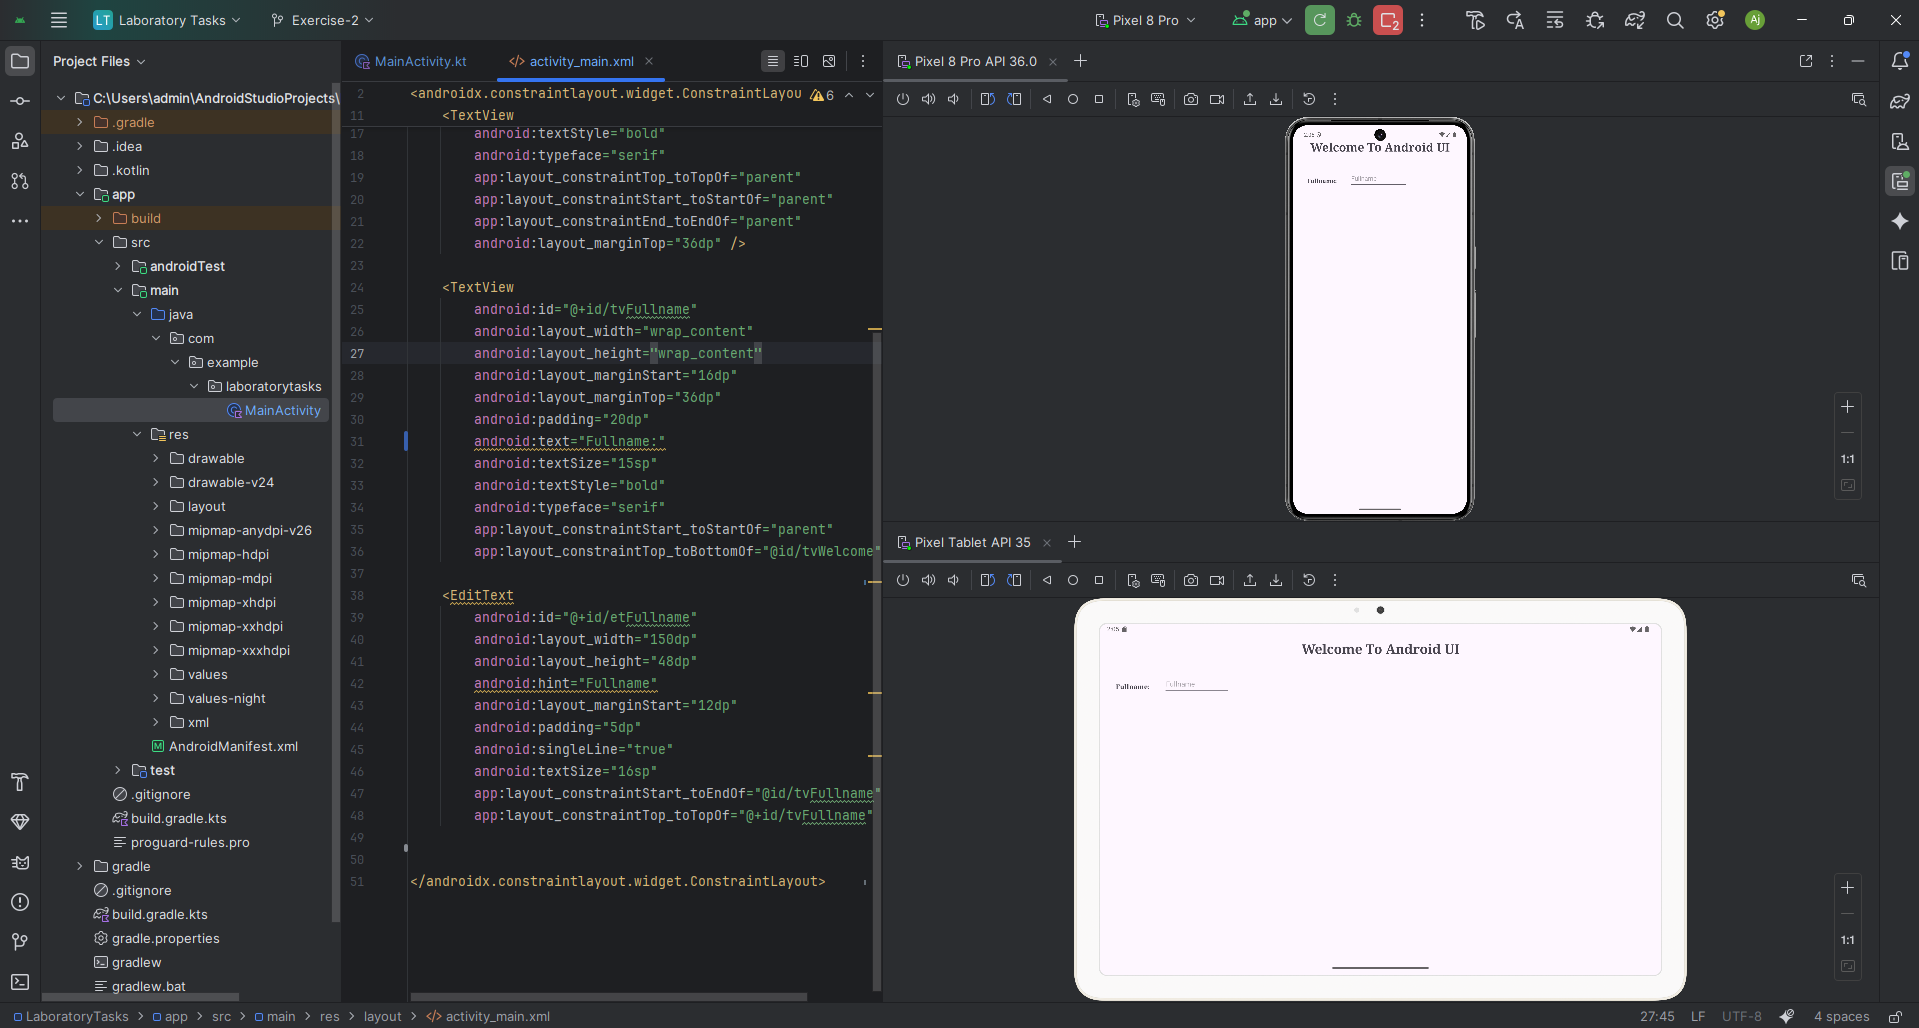 LT Laboratory Tasks
Exercise-2
Pixel 8 Pro
app
2
Aj
Project Files
C:\Users\admin\AndroidStudioProjects\
.gradle
.idea
.kotlin
app
build
src
androidTest
main
java
com
example
laboratorytasks
MainActivity
res
drawable
drawable-v24
layout
mipmap-anydpi-v26
mipmap-hdpi
mipmap-mdpi
mipmap-xhdpi
mipmap-xxhdpi
mipmap-xxxhdpi
values
values-night
xml
AndroidManifest.xml
test
.gitignore
build.gradle.kts
proguard-rules.pro
gradle
.gitignore
build.gradle.kts
gradle.properties
gradlew
gradlew.bat
MainActivity.kt
activity_main.xml
2 <androidx.constraintlayout.widget.ConstraintLayou 6
11 <TextView
17 android:textStyle="bold"
18 android:typeface="serif"
19 app:layout_constraintTop_toTopOf="parent"
20 app:layout_constraintStart_toStartOf="parent"
21 app:layout_constraintEnd_toEndOf="parent"
22 android:layout_marginTop="36dp" />
23
24 <TextView
25 android:id="@+id/tvFullname"
26 android:layout_width="wrap_content"
27 android:layout_height="wrap_content"
28 android:layout_marginStart="16dp"
29 android:layout_marginTop="36dp"
30 android:padding="20dp"
31 android:text="Fullname:"
32 android:textSize="15sp"
33 android:textStyle="bold"
34 android:typeface="serif"
35 app:layout_constraintStart_toStartOf="parent"
36 app:layout_constraintTop_toBottomOf="@id/tvWelcome"
37
38 <EditText
39 android:id="@+id/etFullname"
40 android:layout_width="150dp"
41 android:layout_height="48dp"
42 android:hint="Fullname"
43 android:layout_marginStart="12dp"
44 android:padding="5dp"
45 android:singleLine="true"
46 android:textSize="16sp"
47 app:layout_constraintStart_toEndOf="@id/tvFullname"
48 app:layout_constraintTop_toTopOf="@+id/tvFullname"
49
50
51 </androidx.constraintlayout.widget.ConstraintLayout>
Pixel 8 Pro API 36.0
Welcome To Android UI
Fullname: Fullname
1:1
Pixel Tablet API 35
2:05
Welcome To Android UI
Fullname: Fullname
1:1
LaboratoryTasks > app > src > main > res > layout > activity_main.xml
27:45 LF UTF-8 4 spaces